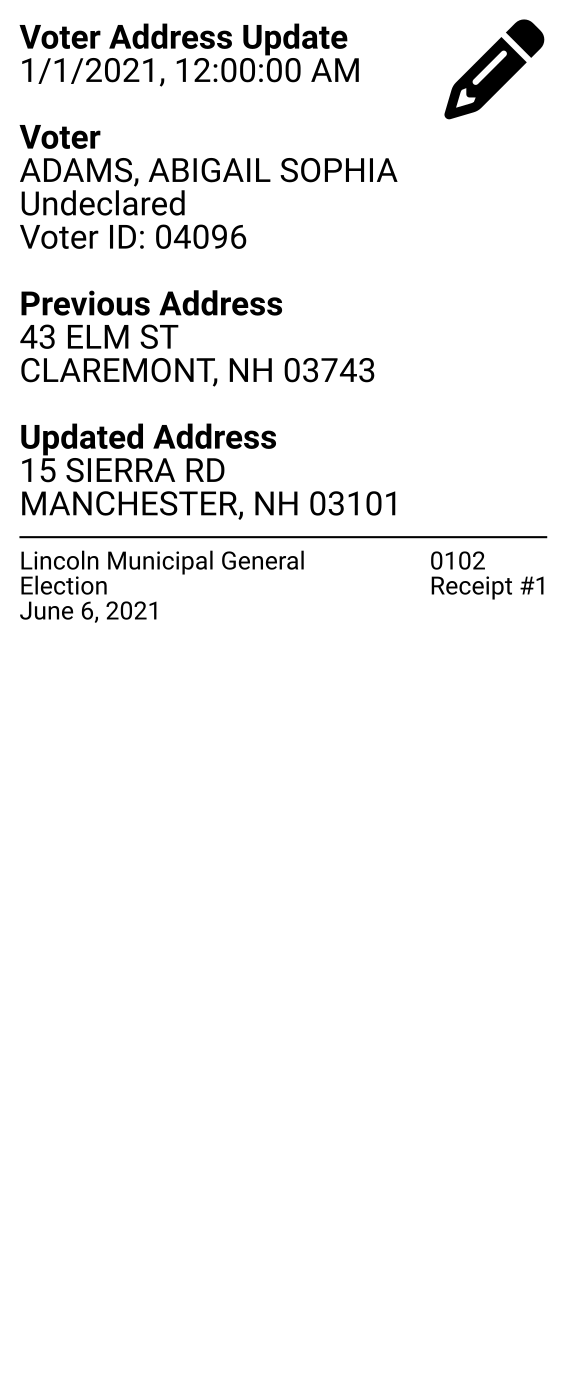 Voter Address Update
1/1/2021, 12:00:00 AM
Voter
ADAMS, ABIGAIL SOPHIA
Undeclared
Voter ID: 04096
Previous Address
43 ELM ST
CLAREMONT, NH 03743
Updated Address
15 SIERRA RD
MANCHESTER, NH 03101
Lincoln Municipal General
Election
June 6, 2021
0102
Receipt #1